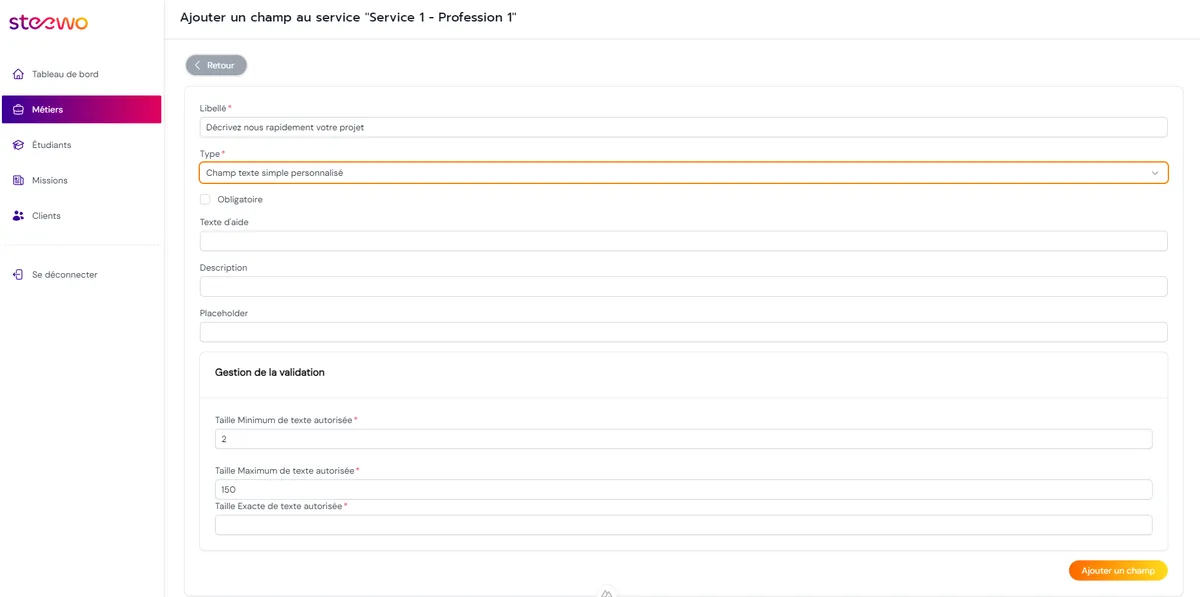 steewo
Ajouter un champ au service "Service 1 - Profession 1"
Tableau de bord
Métiers
Étudiants
Missions
Clients
Se déconnecter
Retour
Libellé*
Décrivez nous rapidement votre projet
Type*
Champ texte simple personnalisé
Obligatoire
Texte d'aide
Description
Placeholder
Gestion de la validation
Taille Minimum de texte autorisée*
2
Taille Maximum de texte autorisée*
150
Taille Exacte de texte autorisée*
Ajouter un champ